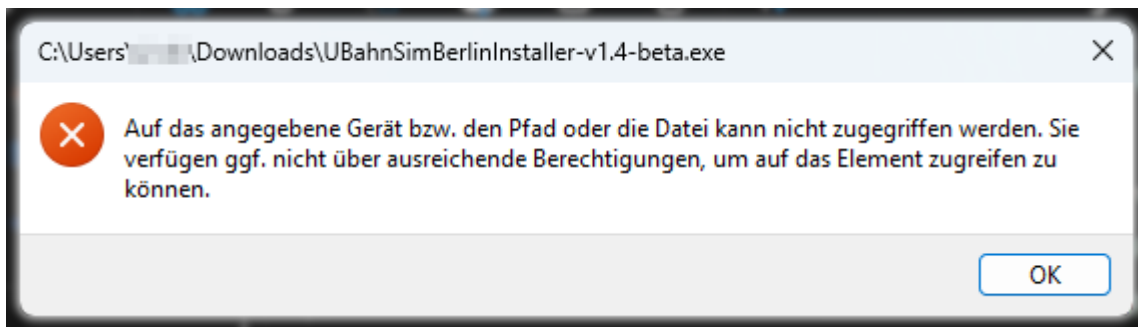 C:\Users\ \Downloads\UBahnSimBerlinInstaller-v1.4-beta.exe
Auf das angegebene Gerät bzw. den Pfad oder die Datei kann nicht zugegriffen werden. Sie
verfügen ggf. nicht über ausreichende Berechtigungen, um auf das Element zugreifen zu
können.
OK